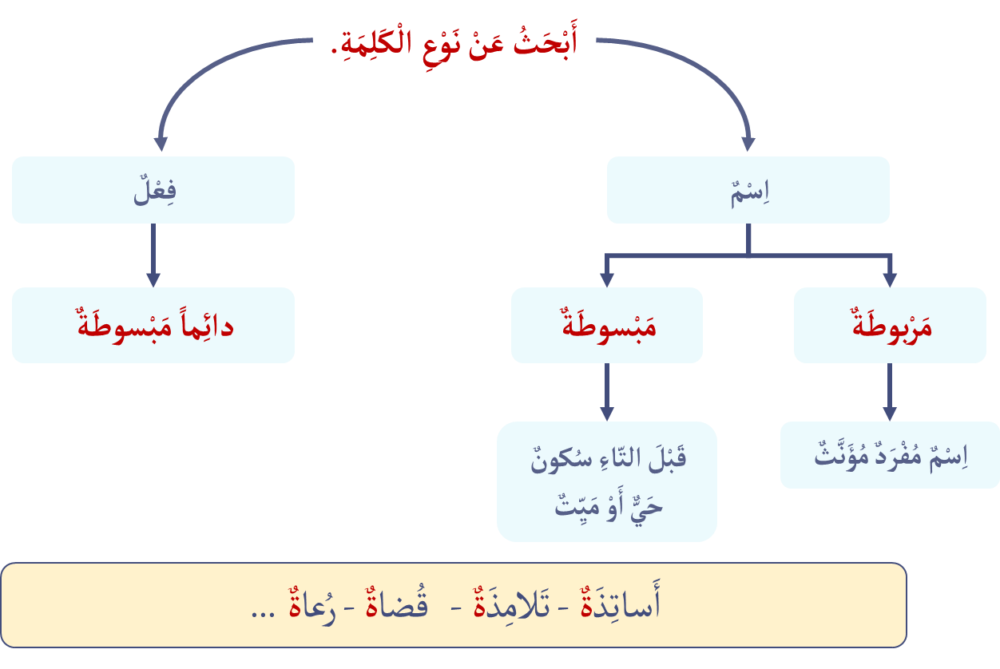 أَبْحَثُ عَنْ نَوْعِ الْكَلِمَةِ.
اِسْمٌ
فِعْلٌ
مَرْبوطَةٌ
مَبْسوطَةٌ
دائِماً مَبْسوطَةٌ
اِسْمٌ مُفْرَدٌ مُؤَنَّثٌ
قَبْلَ التّاءِ سُكونٌ
حَيٌّ أَوْ مَيِّتٌ
أَساتِذَةٌ - تَلامِذَةٌ - قُضاةٌ - رُعاةٌ ...